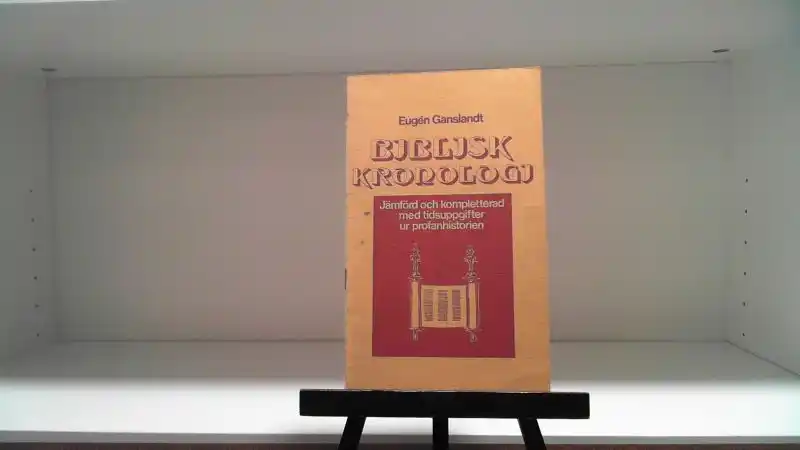 Eugén Ganslandt
BIBLISK
KRONOLOGI
Jämförd och kompletterad
med tidsuppgifter
ur profanhistorien